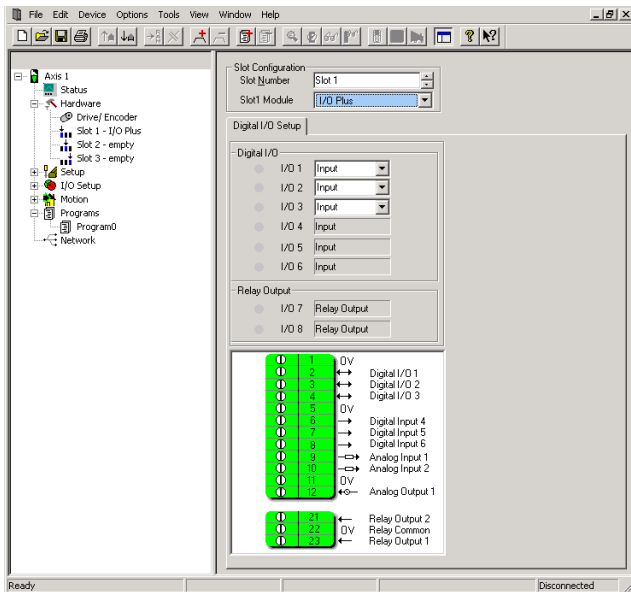 File Edit Device Options Tools View Window Help
Axis 1
Status
Hardware
Drive/ Encoder
Slot 1 - I/O Plus
Slot 2 - empty
Slot 3 - empty
Setup
I/O Setup
Motion
Programs
Program0
Network
Slot Configuration
Slot Number Slot 1
Slot1 Module I/O Plus
Digital I/O Setup
Digital I/O
I/O 1 Input
I/O 2 Input
I/O 3 Input
I/O 4 Input
I/O 5 Input
I/O 6 Input
Relay Output
I/O 7 Relay Output
I/O 8 Relay Output
1 0V
2 Digital I/O 1
3 Digital I/O 2
4 Digital I/O 3
5 0V
6 Digital Input 4
7 Digital Input 5
8 Digital Input 6
9 Analog Input 1
10 Analog Input 2
11 0V
12 Analog Output 1
21 Relay Output 2
22 0V Relay Common
23 Relay Output 1
Ready Disconnected